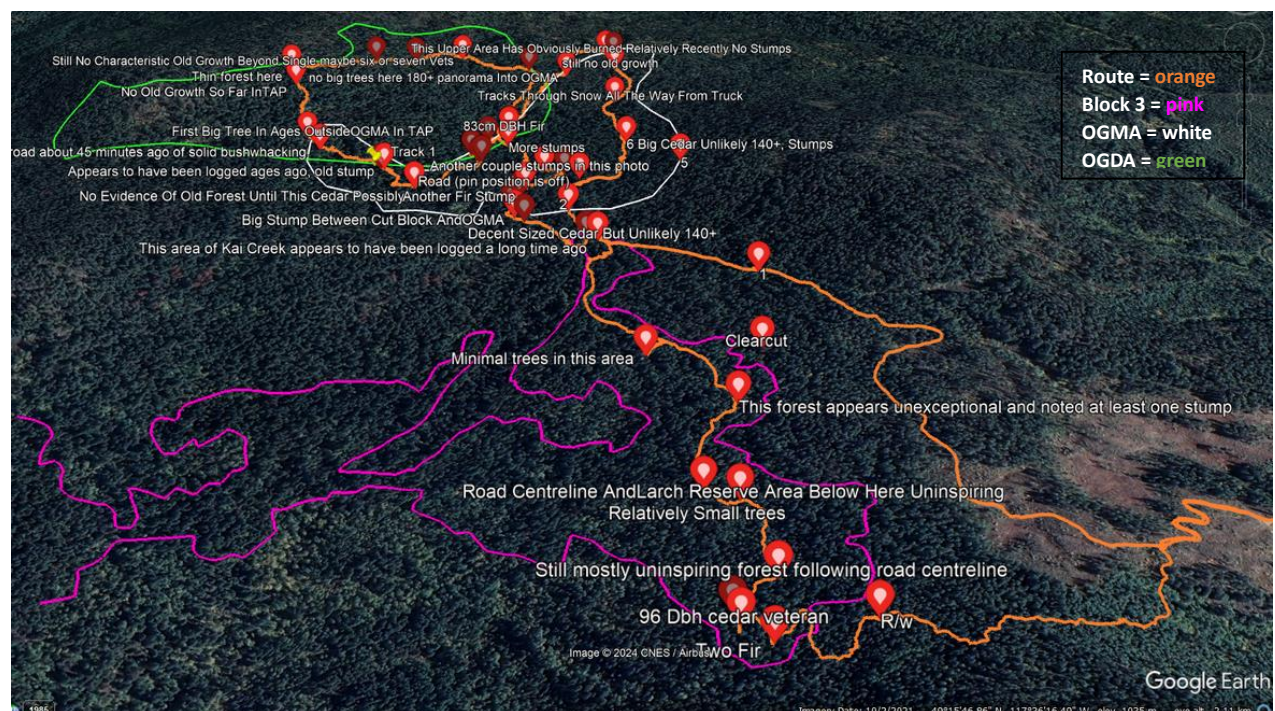 This Upper Area Has Obviously Burned Relatively Recently No Stumps
Still No Characteristic Old Growth Beyond Single maybe six or seven Vets
still no old growth
Thin forest here
no big trees here 180+ panorama Into OGMA
No Old Growth So Far InTAP
Tracks Through Snow All The Way From Truck
Route = orange
Block 3 = pink
OGMA = white
OGDA = green
First Big Tree In Ages OutsideOGMA In TAP
83cm DBH Fir
6 Big Cedar Unlikely 140+, Stumps
road about 45 minutes ago of solid bushwhacking!
Track 1
More stumps
5
Appears to have been logged ages ago, old stump
Another couple stumps in this photo
Road (pin position is off)
No Evidence Of Old Forest Until This Cedar PossiblyAnother Fir Stump
2
Big Stump Between Cut Block AndOGMA
Decent Sized Cedar But Unlikely 140+
This area of Kai Creek appears to have been logged a long time ago
1
Clearcut
Minimal trees in this area
This forest appears unexceptional and noted at least one stump
Road Centreline AndLarch Reserve Area Below Here Uninspiring
Relatively Small trees
Still mostly uninspiring forest following road centreline
96 Dbh cedar veteran
R/w
Two Fir
Image © 2024 CNES / Airbus
Google Earth
1985